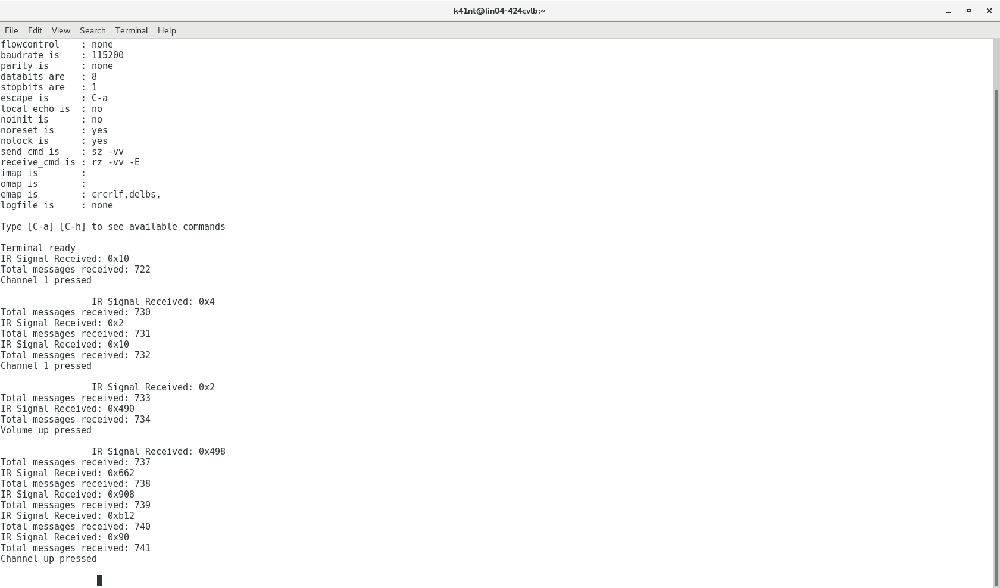 k41nt@lin04-424cvlb:~
File Edit View Search Terminal Help
flowcontrol    : none
baudrate is    : 115200
parity is      : none
databits are   : 8
stopbits are   : 1
escape is      : C-a
local echo is  : no
noinit is      : no
noreset is     : yes
nolock is      : yes
send_cmd is    : sz -vv
receive_cmd is : rz -vv -E
imap is        :
omap is        :
emap is        : crcrlf,delbs,
logfile is     : none
Type [C-a] [C-h] to see available commands
Terminal ready
IR Signal Received: 0x10
Total messages received: 722
Channel 1 pressed
IR Signal Received: 0x4
Total messages received: 730
IR Signal Received: 0x2
Total messages received: 731
IR Signal Received: 0x10
Total messages received: 732
Channel 1 pressed
IR Signal Received: 0x2
Total messages received: 733
IR Signal Received: 0x490
Total messages received: 734
Volume up pressed
IR Signal Received: 0x498
Total messages received: 737
IR Signal Received: 0x662
Total messages received: 738
IR Signal Received: 0x908
Total messages received: 739
IR Signal Received: 0xb12
Total messages received: 740
IR Signal Received: 0x90
Total messages received: 741
Channel up pressed